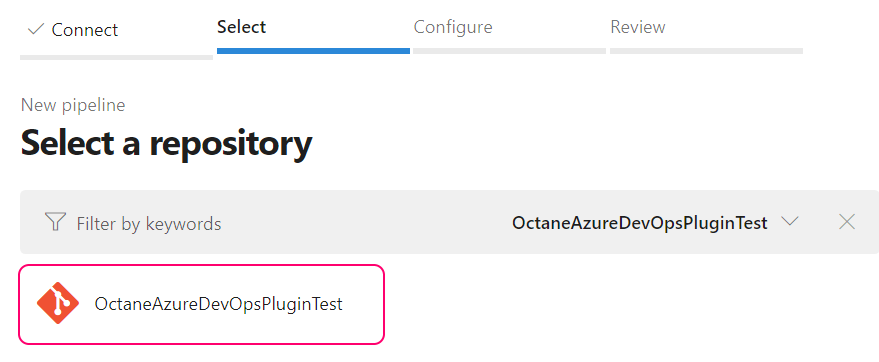 Connect
Select
Configure
Review
New pipeline
Select a repository
Filter by keywords
OctaneAzureDevOpsPluginTest
OctaneAzureDevOpsPluginTest